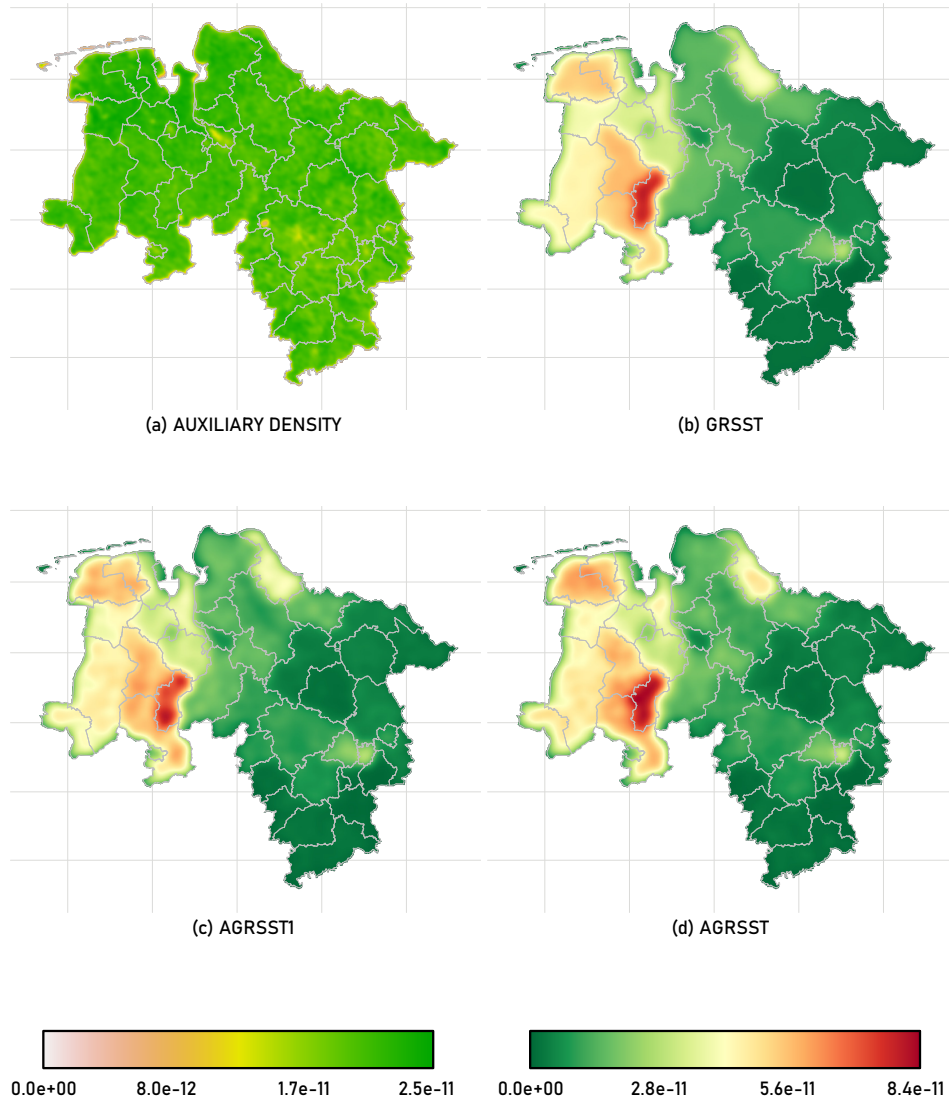 (a) AUXILIARY DENSITY
(b) GRSST
(c) AGRSST1
(d) AGRSST
0.0e+00 8.0e-12 1.7e-11 2.5e-11
0.0e+00 2.8e-11 5.6e-11 8.4e-11